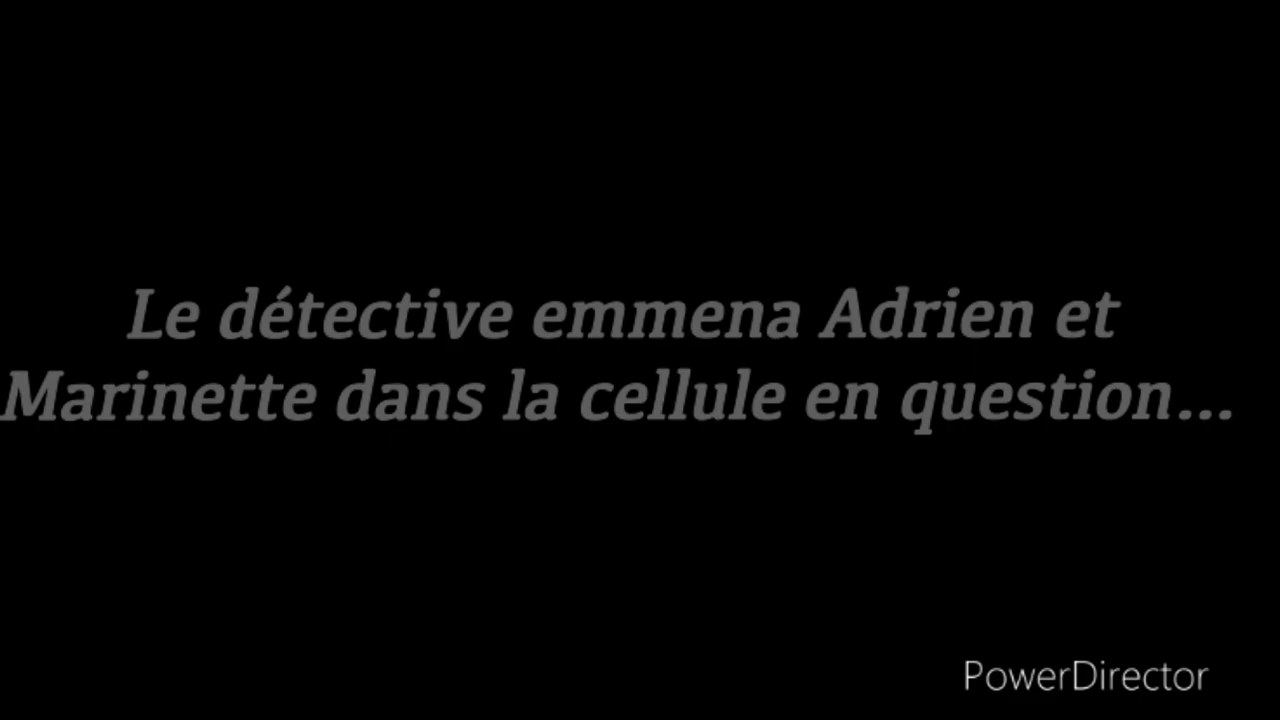 Le détective emmena Adrien et
Marinette dans la cellule en question...
PowerDirector